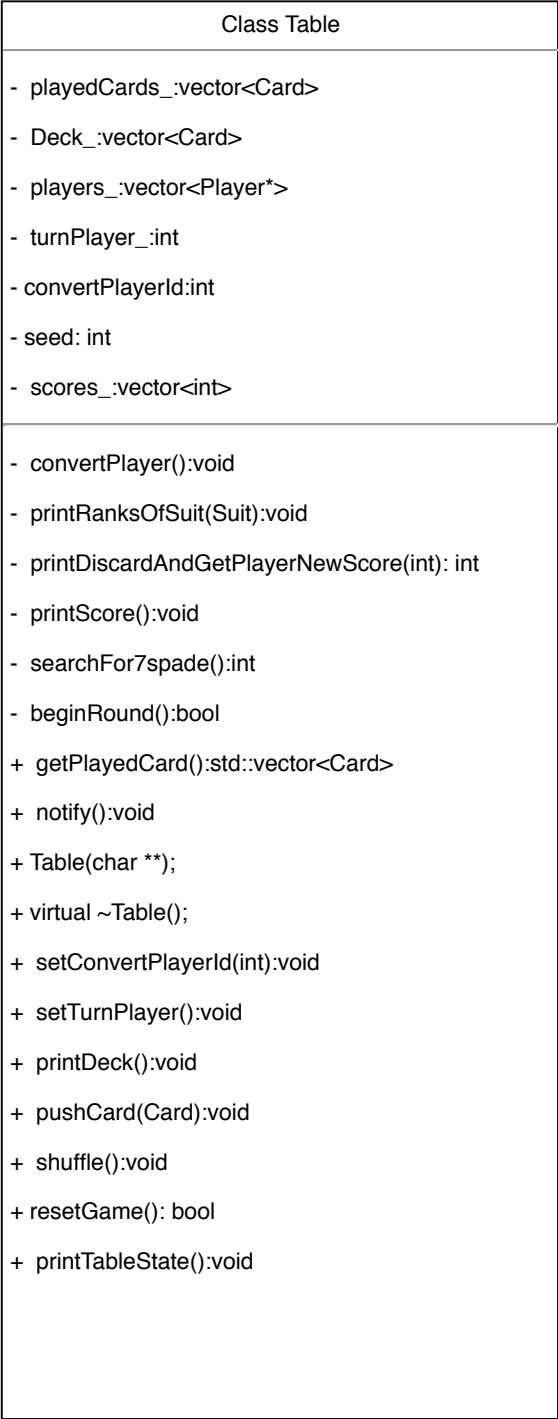 Class Table
- playedCards_:vector<Card>
- Deck_:vector<Card>
- players_:vector<Player*>
- turnPlayer_:int
- convertPlayerId:int
- seed: int
- scores_:vector<int>
- convertPlayer():void
- printRanksOfSuit(Suit):void
- printDiscardAndGetPlayerNewScore(int): int
- printScore():void
- searchFor7spade():int
- beginRound():bool
+ getPlayedCard():std::vector<Card>
+ notify():void
+ Table(char **);
+ virtual ~Table();
+ setConvertPlayerId(int):void
+ setTurnPlayer():void
+ printDeck():void
+ pushCard(Card):void
+ shuffle():void
+ resetGame(): bool
+ printTableState():void